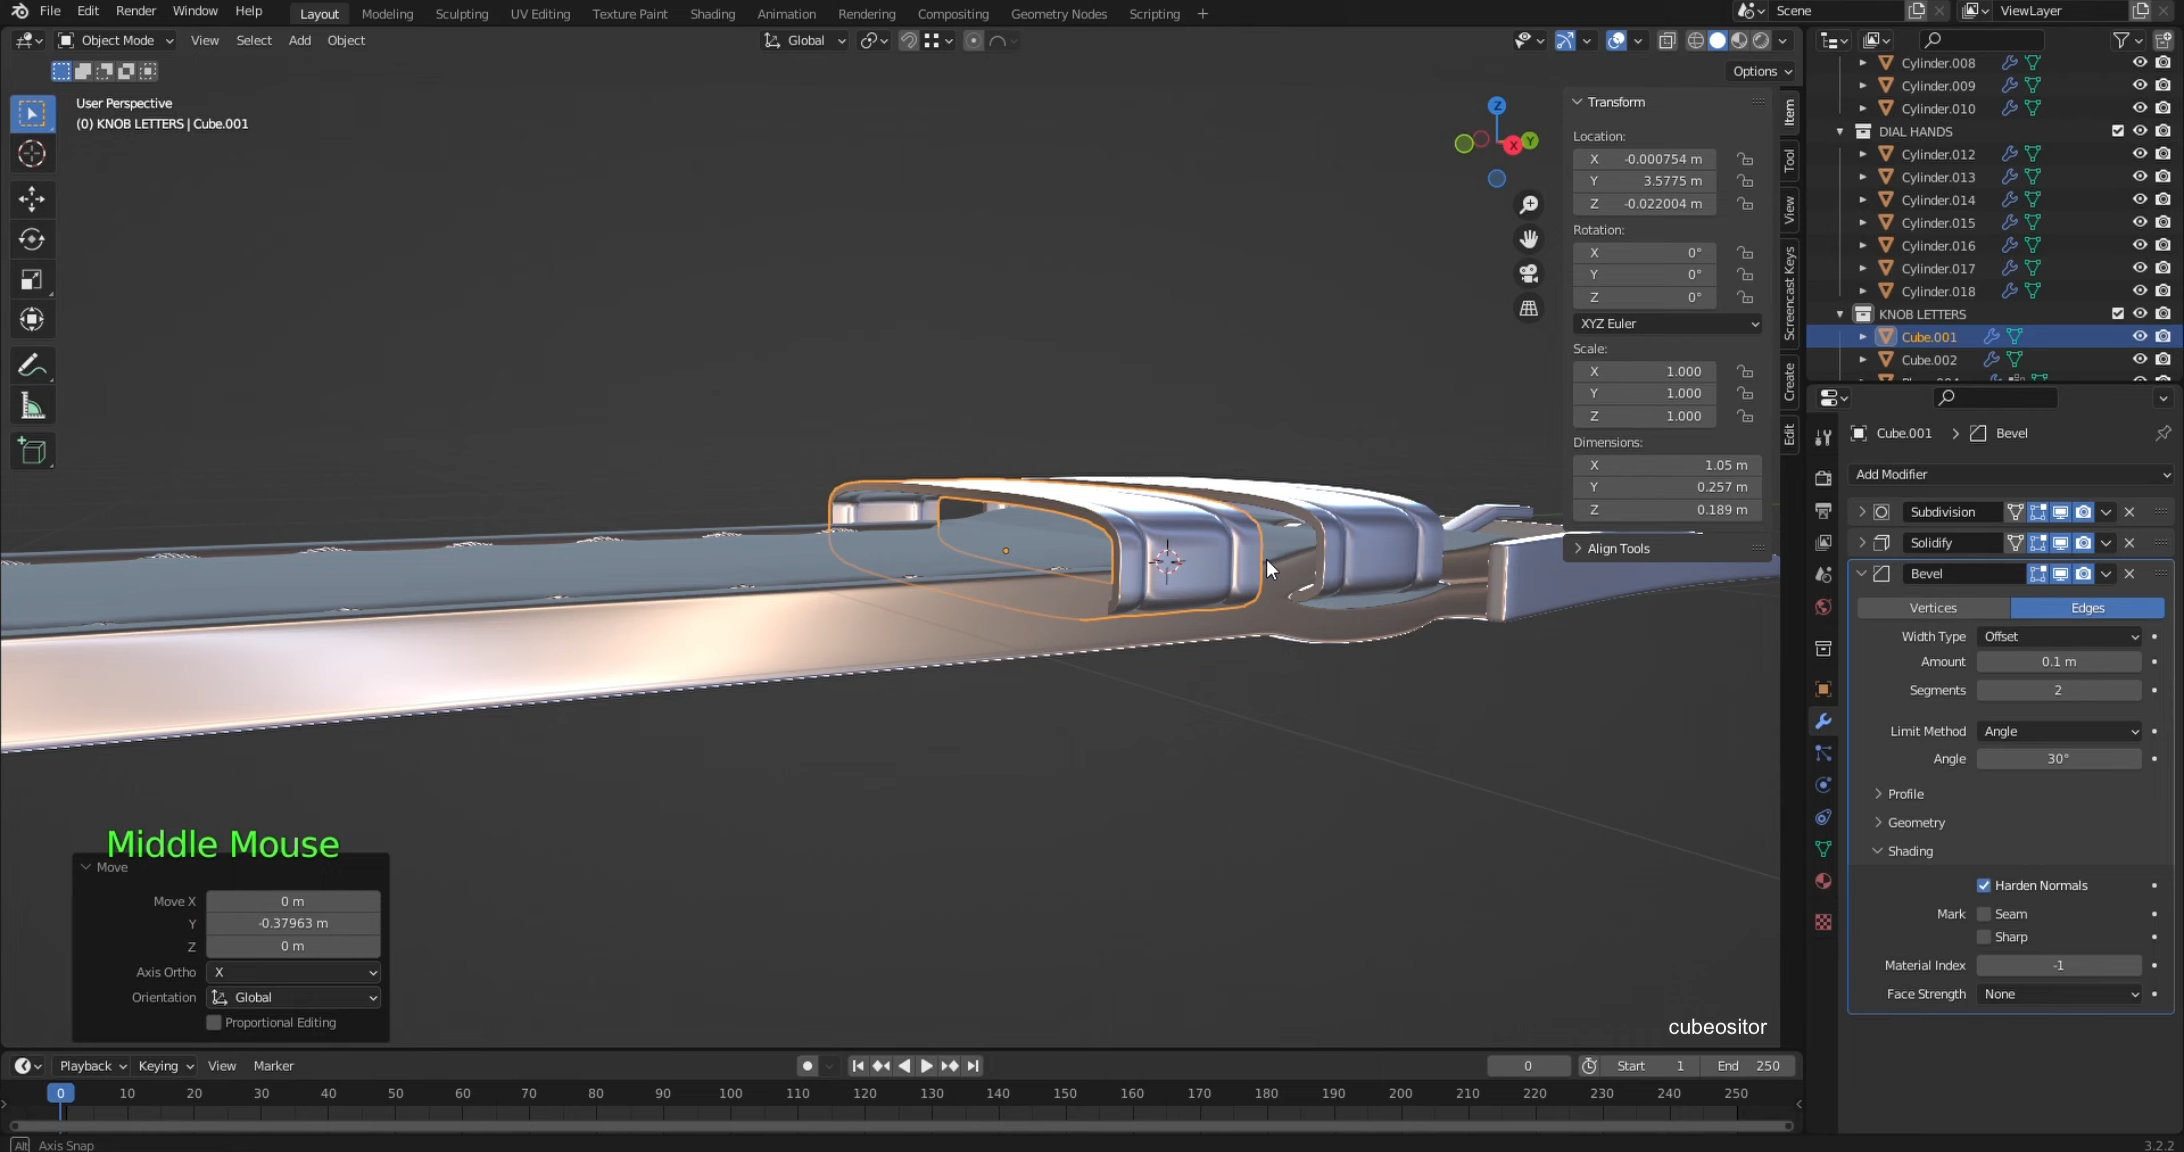 File Edit Render Window Help Layout Modeling Sculpting UV Editing Texture Paint Shading Animation Rendering Compositing Geometry Nodes Scripting + Scene ViewLayer
Object Mode View Select Add Object Global
Options
User Perspective
(0) KNOB LETTERS | Cube.001
Z
X
Y
Transform
Location:
X -0.000754 m
Y 3.5775 m
Z -0.022004 m
Rotation:
X 0°
Y 0°
Z 0°
XYZ Euler
Scale:
X 1.000
Y 1.000
Z 1.000
Dimensions:
X 1.05 m
Y 0.257 m
Z 0.189 m
Align Tools
Item
Tool
View
Screencast Keys
Create
Edit
Cylinder.008
Cylinder.009
Cylinder.010
DIAL HANDS
Cylinder.012
Cylinder.013
Cylinder.014
Cylinder.015
Cylinder.016
Cylinder.017
Cylinder.018
KNOB LETTERS
Cube.001
Cube.002
Cube.001 > Bevel
Add Modifier
Subdivision
Solidify
Bevel
Vertices Edges
Width Type Offset
Amount 0.1 m
Segments 2
Limit Method Angle
Angle 30°
Profile
Geometry
Shading
Harden Normals
Mark Seam
Sharp
Material Index -1
Face Strength None
Middle Mouse
Move
Move X 0 m
Y -0.37963 m
Z 0 m
Axis Ortho X
Orientation Global
Proportional Editing
cubeositor
Playback Keying View Marker 0 Start 1 End 250
0 10 20 30 40 50 60 70 80 90 100 110 120 130 140 150 160 170 180 190 200 210 220 230 240 250
Alt Axis Snap
3.2.2